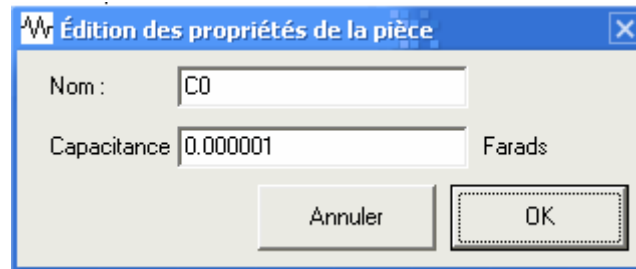 Édition des propriétés de la pièce
Nom : C0
Capacitance 0.000001 Farads
Annuler OK